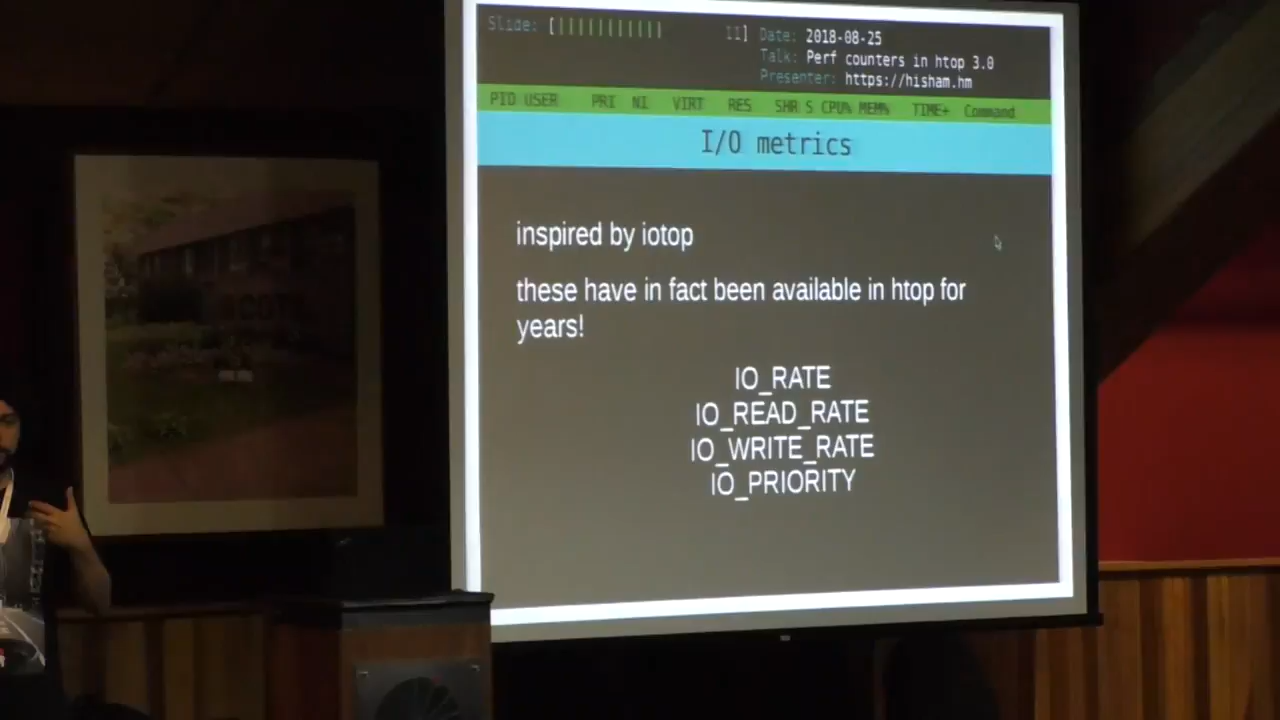 Slide: [||||||||||| 11] Date: 2018-08-25
Talk: Perf counters in htop 3.0
Presenter: https://hisham.hm
PID USER PRI NI VIRT RES SHR S CPU% MEM% TIME+ Command
I/O metrics
inspired by iotop
these have in fact been available in htop for
years!
IO_RATE
IO_READ_RATE
IO_WRITE_RATE
IO_PRIORITY